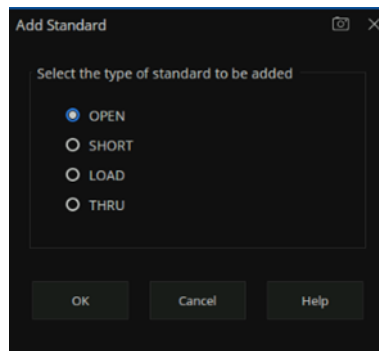 Add Standard
Select the type of standard to be added
OPEN
SHORT
LOAD
THRU
OK Cancel Help